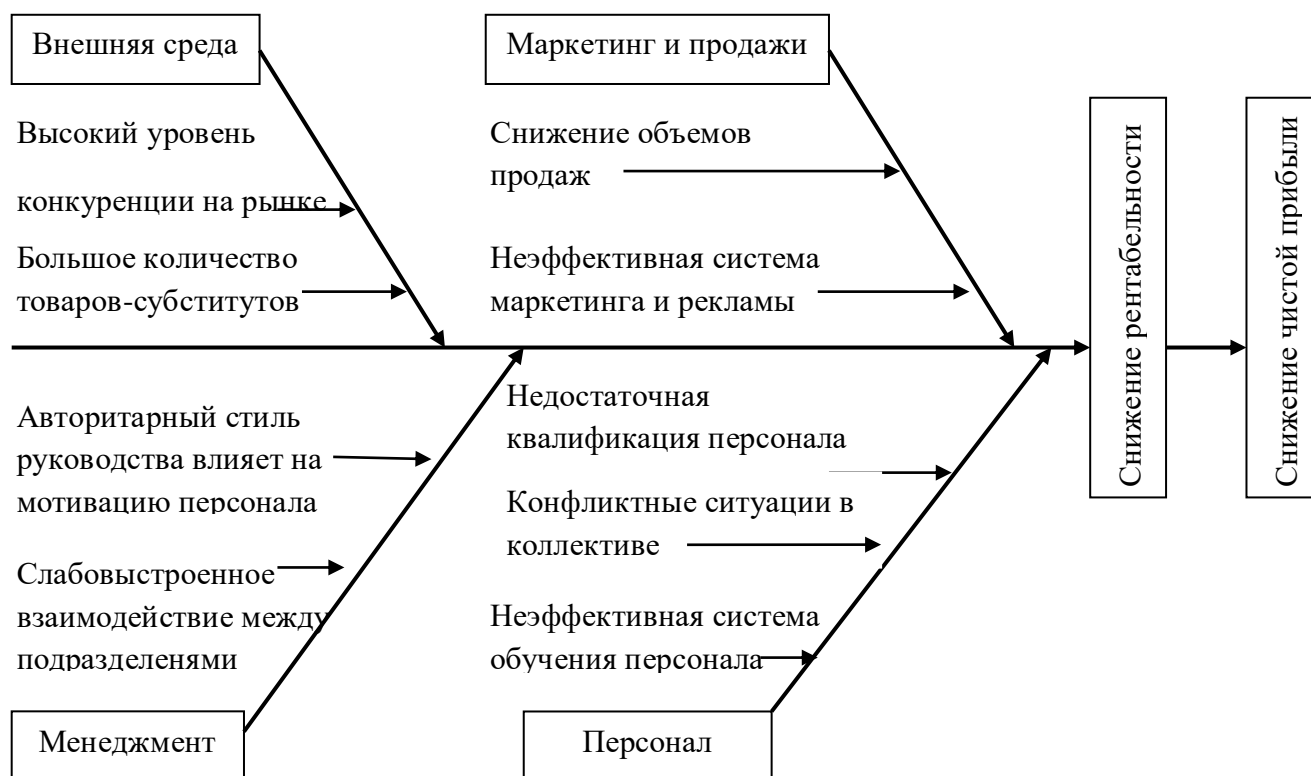 Внешняя среда
Маркетинг и продажи
Высокий уровень
конкуренции на рынке
Большое количество
товаров-субститутов
Снижение объемов
продаж
Неэффективная система
маркетинга и рекламы
Снижение рентабельности
Снижение чистой прибыли
Авторитарный стиль
руководства влияет на
мотивацию персонала
Слабовыстроенное
взаимодействие между
подразделенями
Недостаточная
квалификация персонала
Конфликтные ситуации в
коллективе
Неэффективная система
обучения персонала
Менеджмент
Персонал